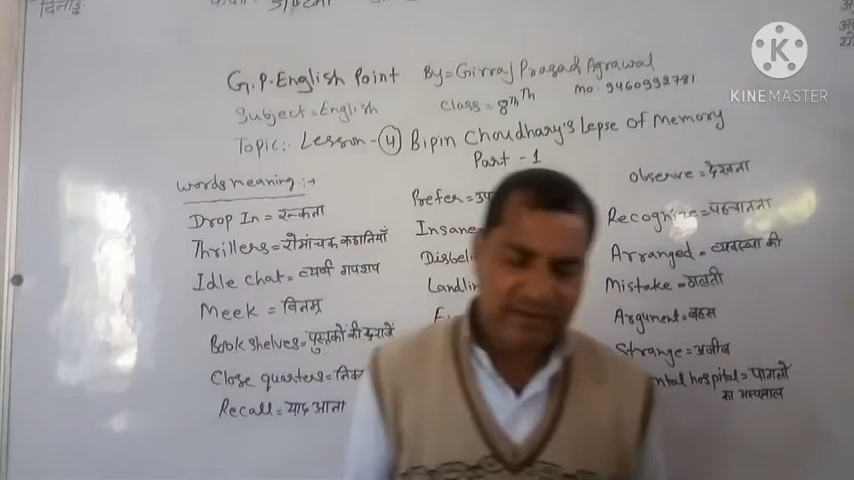 दिनांक
G.P. English Point By = Girraj Prasad Agrawal
Subject = English Class = 8th Th Mo. 9460992781
Topic:- Lesson - 4 Bipin Choudhary's Lepse of Memory
Part - 1
Words meaning :-
Drop In = रुकना
Thrillers = रोमांचक कहानियाँ
Idle chat = व्यर्थ गपशप
Meek = विनम्र
Book shelves = पुस्तकों की दराजें
Close quarters =
Recall = याद आना
Prefer =
Insane
Observe = देखना
Recognize = पहचानना
Arranged = व्यवस्था की
Mistake = गलती
Argument = बहस
Strange = अजीब
hospital = पागलो
का अस्पताल
KINEMASTER